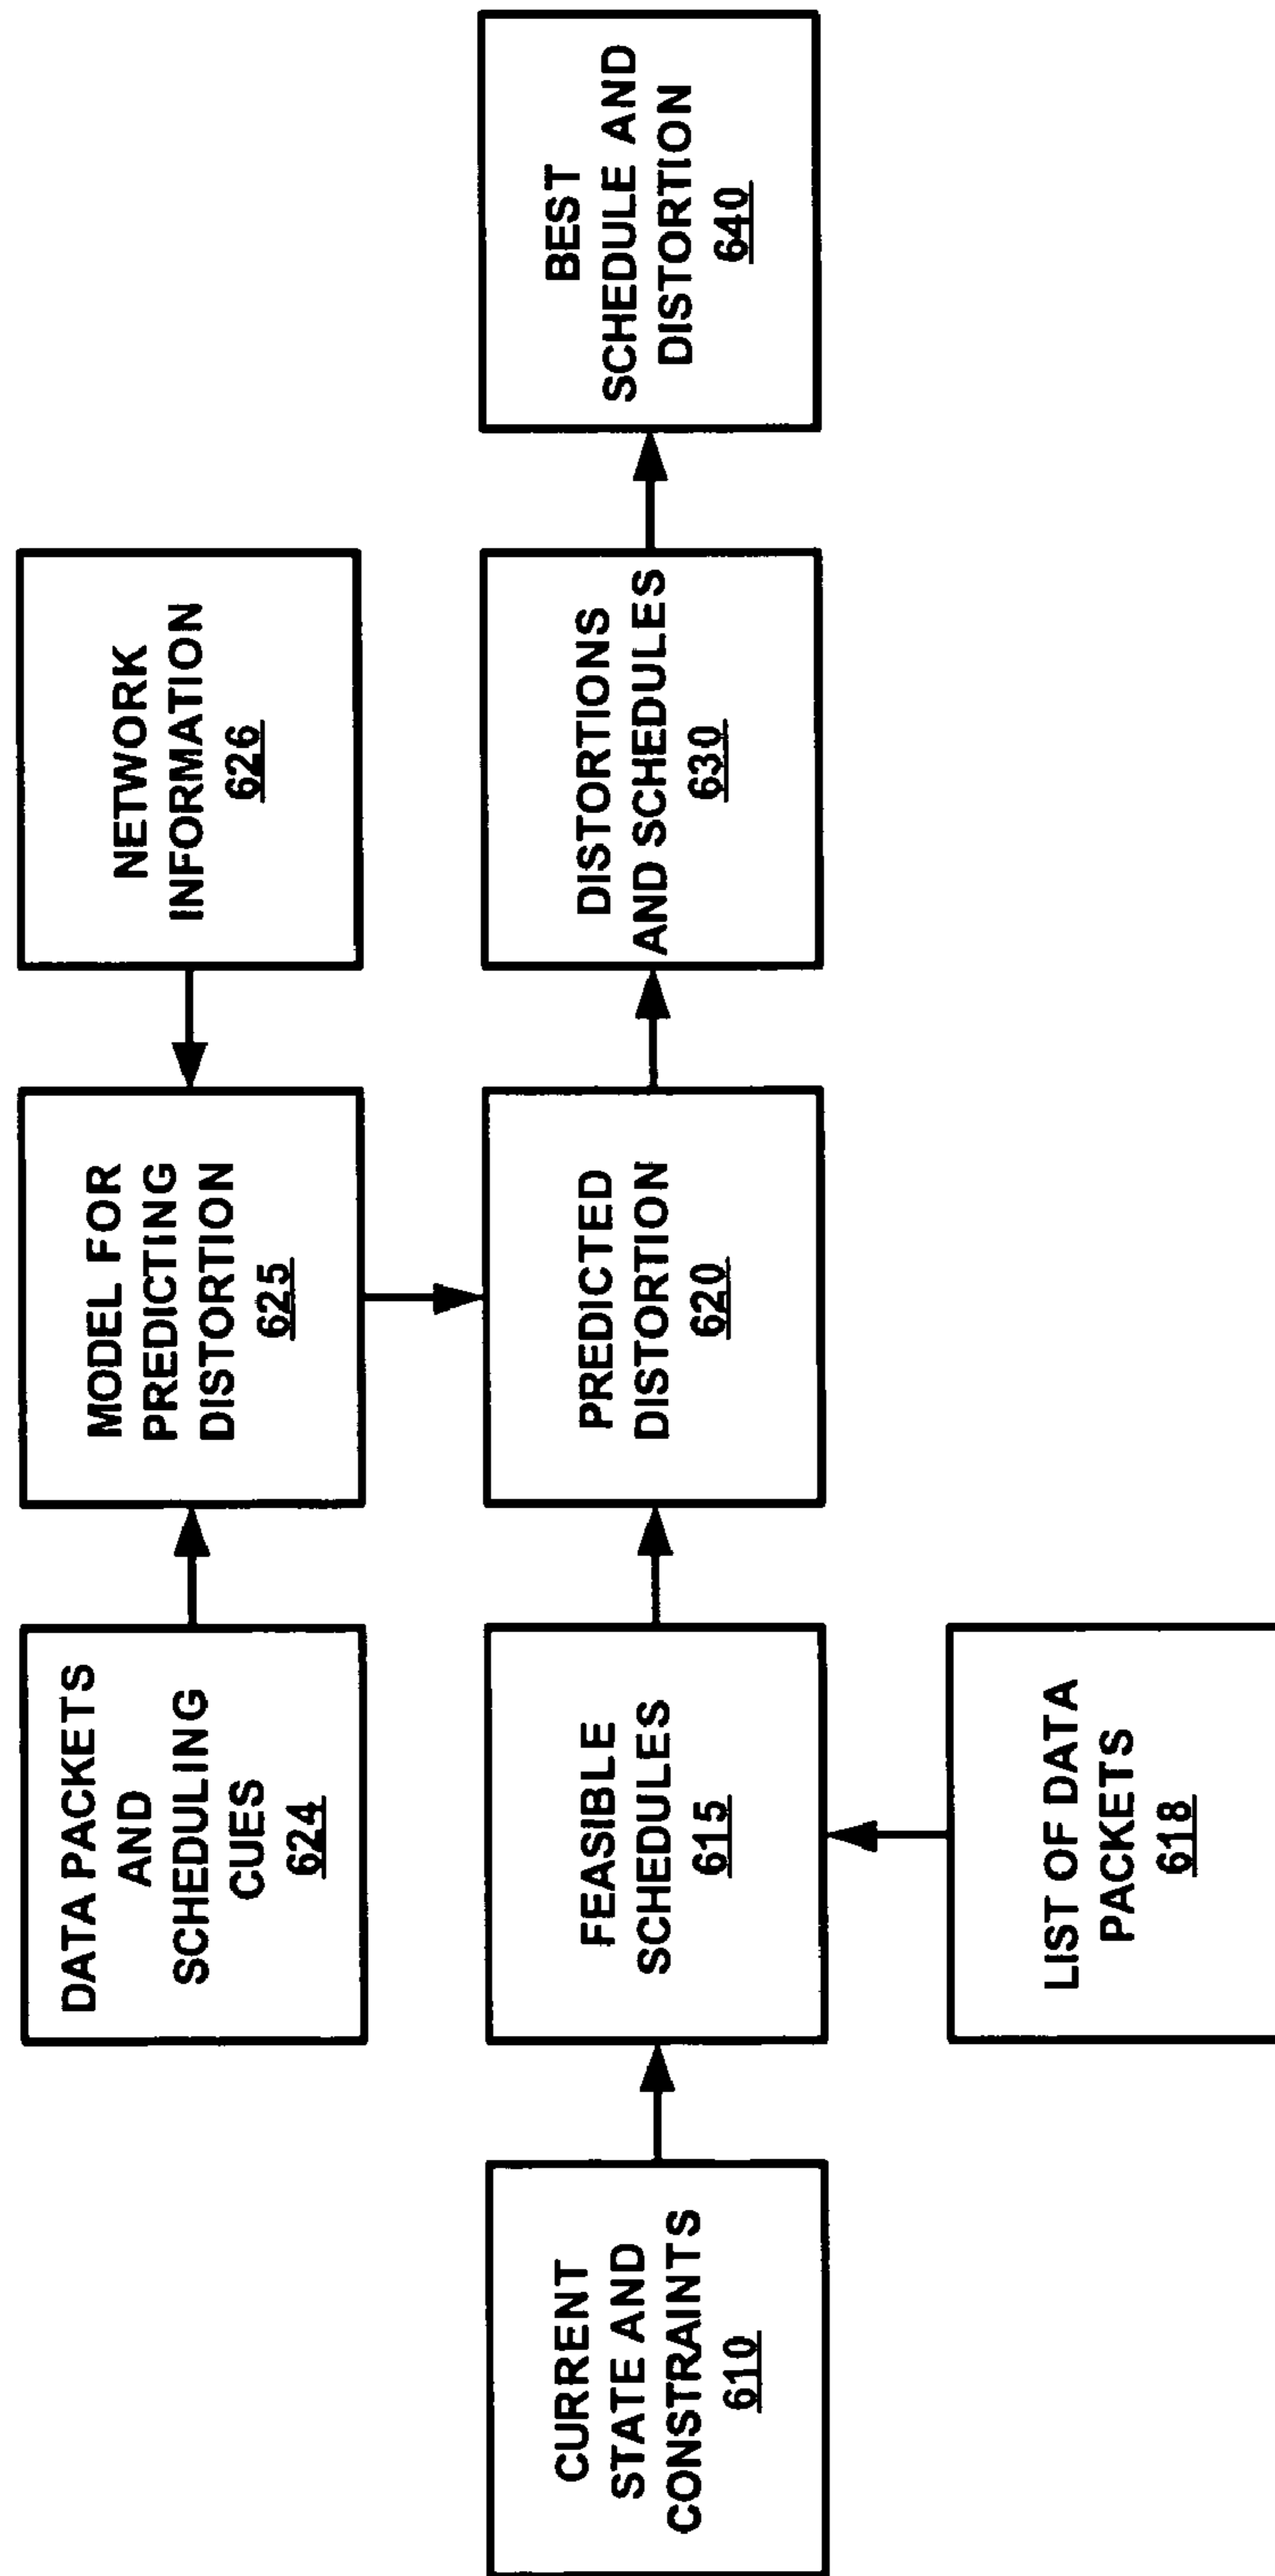 DATA PACKETS
AND
SCHEDULING
CUES
624
MODEL FOR
PREDICTING
DISTORTION
625
NETWORK
INFORMATION
626
CURRENT
STATE AND
CONSTRAINTS
610
FEASIBLE
SCHEDULES
615
PREDICTED
DISTORTION
620
DISTORTIONS
AND SCHEDULES
630
BEST
SCHEDULE AND
DISTORTION
640
LIST OF DATA
PACKETS
618